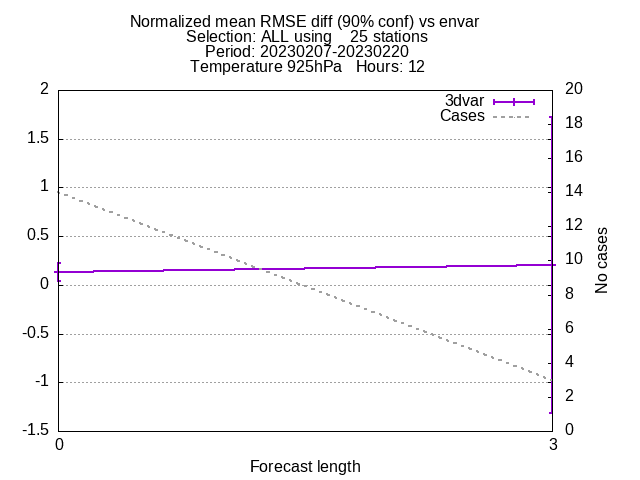 Normalized mean RMSE diff (90% conf) vs envar
Selection: ALL using    25 stations
Period: 20230207-20230220
Temperature 925hPa   Hours: 12
3dvar
Cases
2
1.5
1
0.5
0
-0.5
-1
-1.5
20
18
16
14
12
10
8
6
4
2
0
No cases
0
3
Forecast length